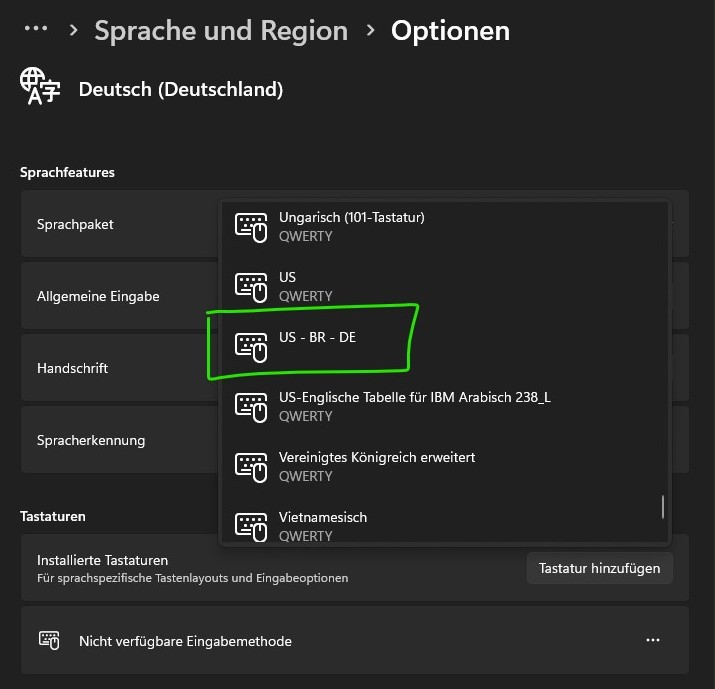 ... > Sprache und Region > Optionen
Deutsch (Deutschland)
Sprachfeatures
Sprachpaket
Allgemeine Eingabe
Handschrift
Spracherkennung
Ungarisch (101-Tastatur)
QWERTY
US
QWERTY
US - BR - DE
US-Englische Tabelle für IBM Arabisch 238_L
QWERTY
Vereinigtes Königreich erweitert
QWERTY
Vietnamesisch
QWERTY
Tastaturen
Installierte Tastaturen
Für sprachspezifische Tastenlayouts und Eingabeoptionen
Tastatur hinzufügen
Nicht verfügbare Eingabemethode
...